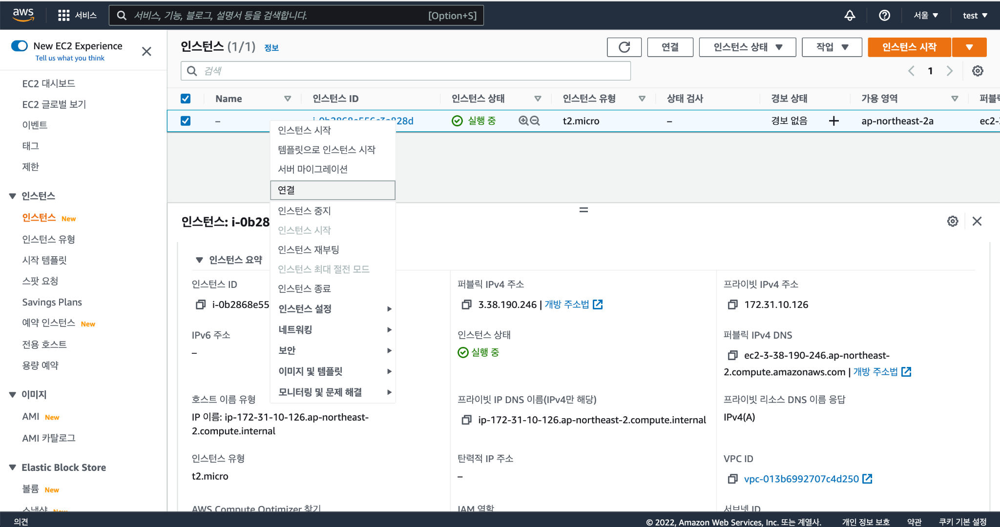 aws
서비스
서비스, 기능, 블로그, 설명서 등을 검색합니다.
[Option+S]
서울 ▼
test ▼
New EC2 Experience
Tell us what you think
EC2 대시보드
EC2 글로벌 보기
이벤트
태그
제한
인스턴스
인스턴스 New
인스턴스 유형
시작 템플릿
스팟 요청
Savings Plans
예약 인스턴스 New
전용 호스트
용량 예약
이미지
AMI New
AMI 카탈로그
Elastic Block Store
볼륨 New
스냅샷 New
인스턴스 (1/1) 정보
연결
인스턴스 상태 ▼
작업 ▼
인스턴스 시작
검색
1
Name
인스턴스 ID
인스턴스 상태
인스턴스 유형
상태 검사
경보 상태
가용 영역
퍼블릭
–
i-0b2868e556c3a828d
실행 중
t2.micro
–
경보 없음
ap-northeast-2a
ec2-3
인스턴스 시작
템플릿으로 인스턴스 시작
서버 마이그레이션
연결
인스턴스 중지
인스턴스 시작
인스턴스 재부팅
인스턴스 최대 절전 모드
인스턴스 종료
인스턴스 설정
네트워킹
보안
이미지 및 템플릿
모니터링 및 문제 해결
인스턴스: i-0b28
인스턴스 요약
인스턴스 ID
i-0b2868e55
퍼블릭 IPv4 주소
3.38.190.246 | 개방 주소법
프라이빗 IPv4 주소
172.31.10.126
IPv6 주소
–
인스턴스 상태
실행 중
퍼블릭 IPv4 DNS
ec2-3-38-190-246.ap-northeast-
2.compute.amazonaws.com | 개방 주소법
호스트 이름 유형
IP 이름: ip-172-31-10-126.ap-northeast-
2.compute.internal
프라이빗 IP DNS 이름(IPv4만 해당)
ip-172-31-10-126.ap-northeast-2.compute.internal
프라이빗 리소스 DNS 이름 응답
IPv4(A)
인스턴스 유형
t2.micro
탄력적 IP 주소
–
VPC ID
vpc-013b6992707c4d250
AWS Compute Optimizer 찾기
IAM 역할
서브넷 ID
의견
© 2022, Amazon Web Services, Inc. 또는 계열사.
개인 정보 보호
약관
쿠키 기본 설정